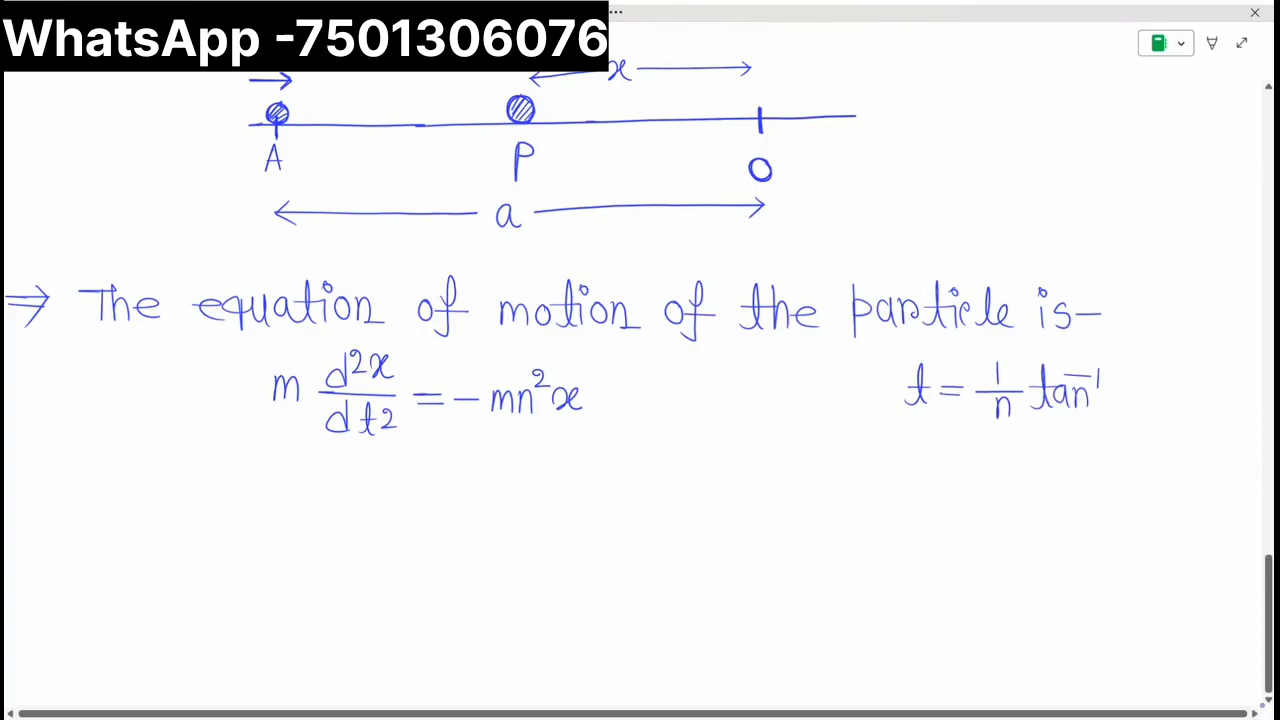 WhatsApp -7501306076
x
A P O
a
⇒ The equation of motion of the particle is-
m d²x/dt² = - mn²x t = 1/n tan⁻¹